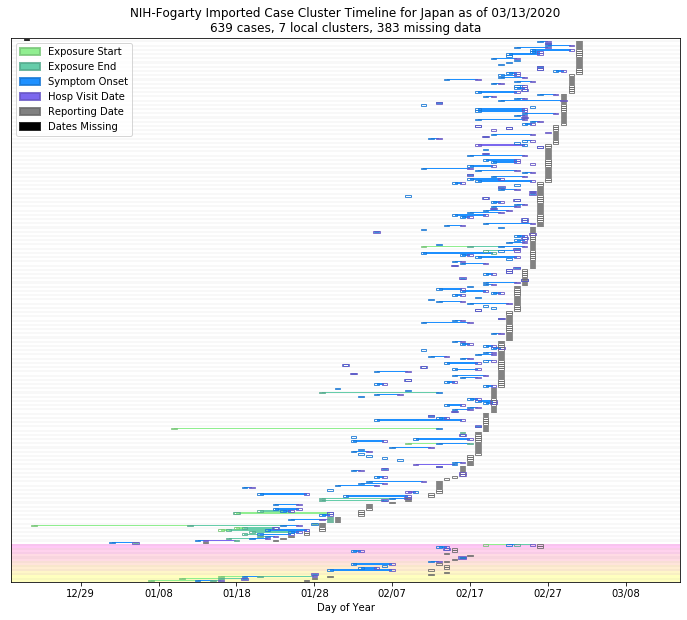 NIH-Fogarty Imported Case Cluster Timeline for Japan as of 03/13/2020
639 cases, 7 local clusters, 383 missing data
Exposure Start
Exposure End
Symptom Onset
Hosp Visit Date
Reporting Date
Dates Missing
12/29 01/08 01/18 01/28 02/07 02/17 02/27 03/08
Day of Year